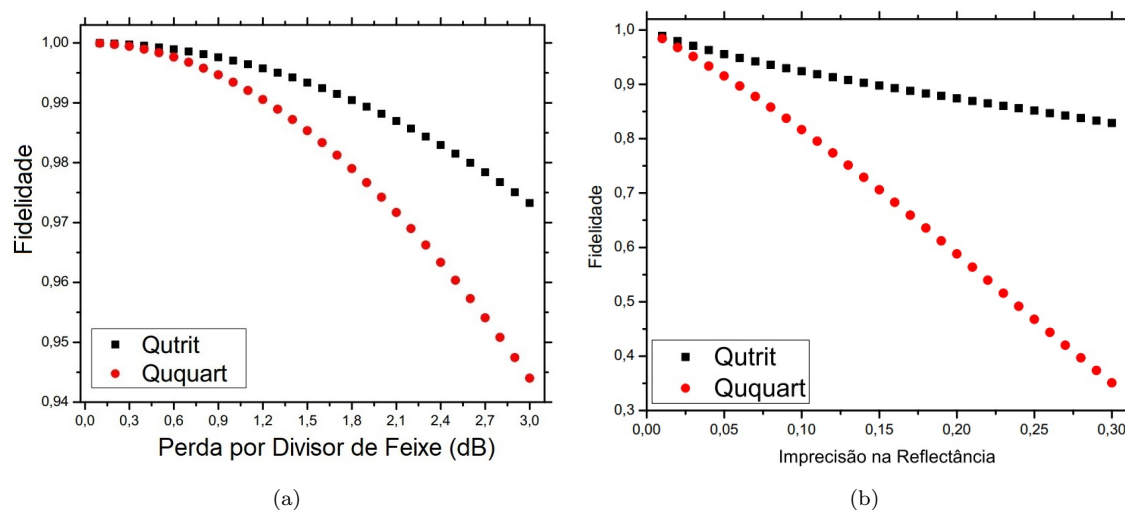 1,00
0,99
0,98
0,97
0,96
0,95
0,94
Fidelidade
Qutrit
Ququart
0,0 0,3 0,6 0,9 1,2 1,5 1,8 2,1 2,4 2,7 3,0
Perda por Divisor de Feixe (dB)
(a)
1,0
0,9
0,8
0,7
0,6
0,5
0,4
0,3
Fidelidade
Qutrit
Ququart
0,00 0,05 0,10 0,15 0,20 0,25 0,30
Imprecisão na Reflectância
(b)